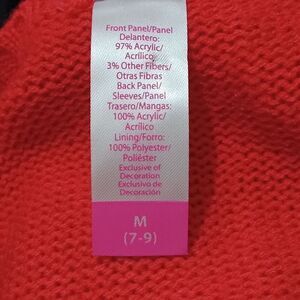 Front Panel/Panel
Delantero:
97% Acrylic/
Acrílico
3% Other Fibers/
Otras Fibras
Back Panel/
Sleeves/Panel
Trasero/Mangas:
100% Acrylic/
Acrílico
Lining/Forro:
100% Polyester/
Poliéster
Exclusive of
Decoration
Exclusivo de
Decoración
M
(7-9)